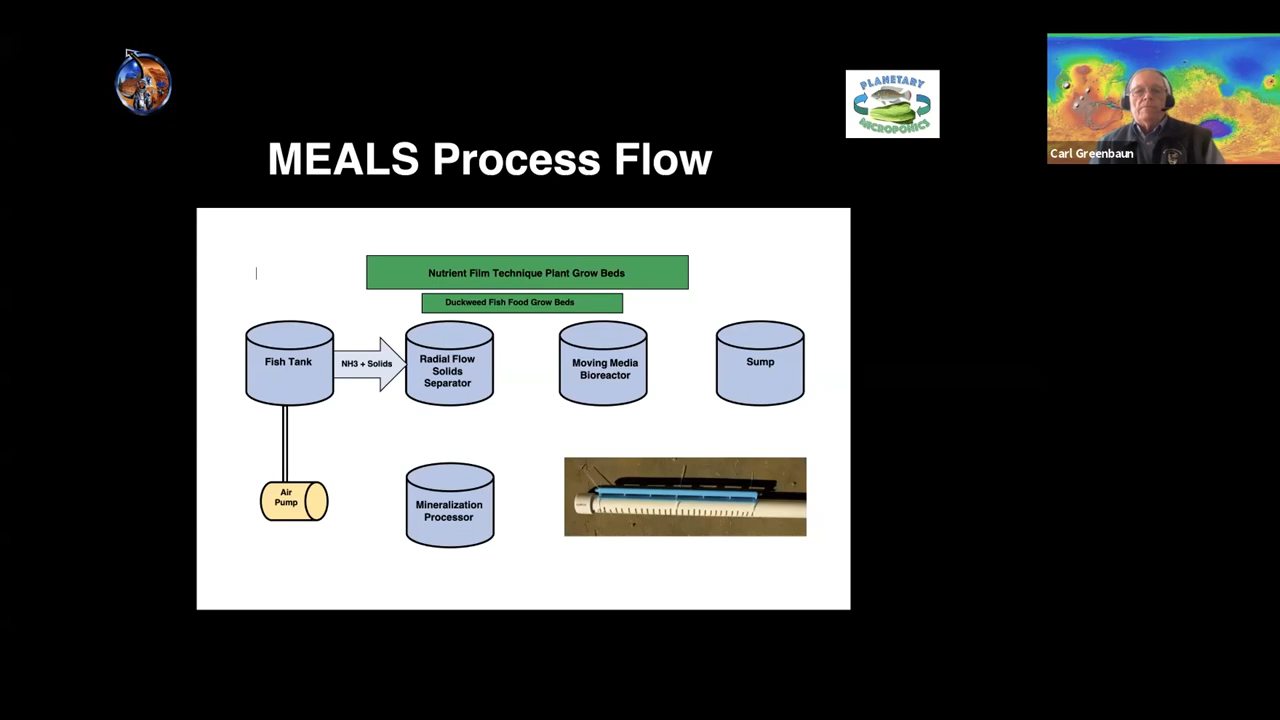 PLANETARY
MICROPONICS
Carl Greenbaun
MEALS Process Flow
Nutrient Film Technique Plant Grow Beds
Duckweed Fish Food Grow Beds
Fish Tank
NH3 + Solids
Radial Flow
Solids
Separator
Moving Media
Bioreactor
Sump
Air
Pump
Mineralization
Processor